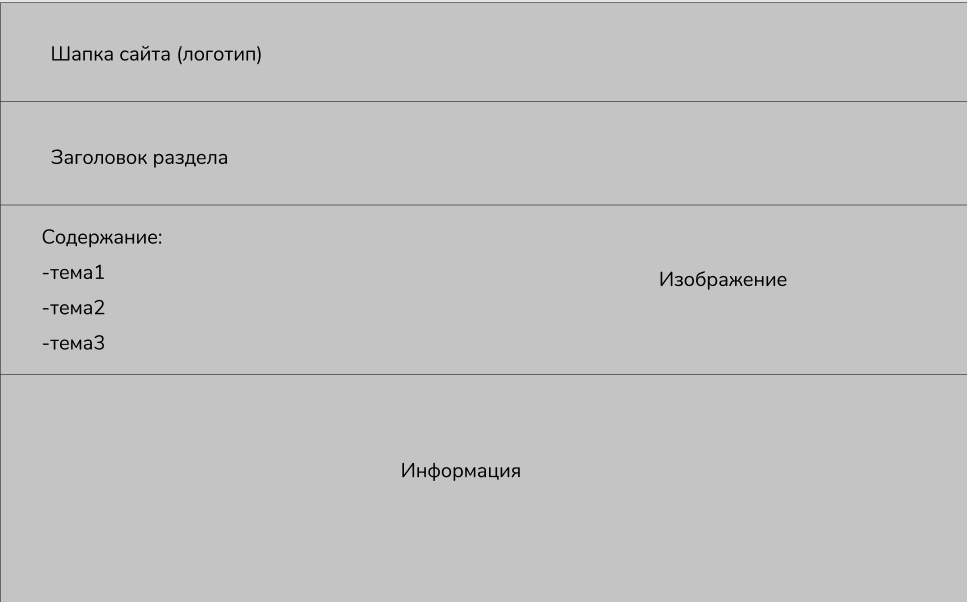 Шапка сайта (логотип)
Заголовок раздела
Содержание:
-тема1
-тема2
-тема3
Изображение
Информация